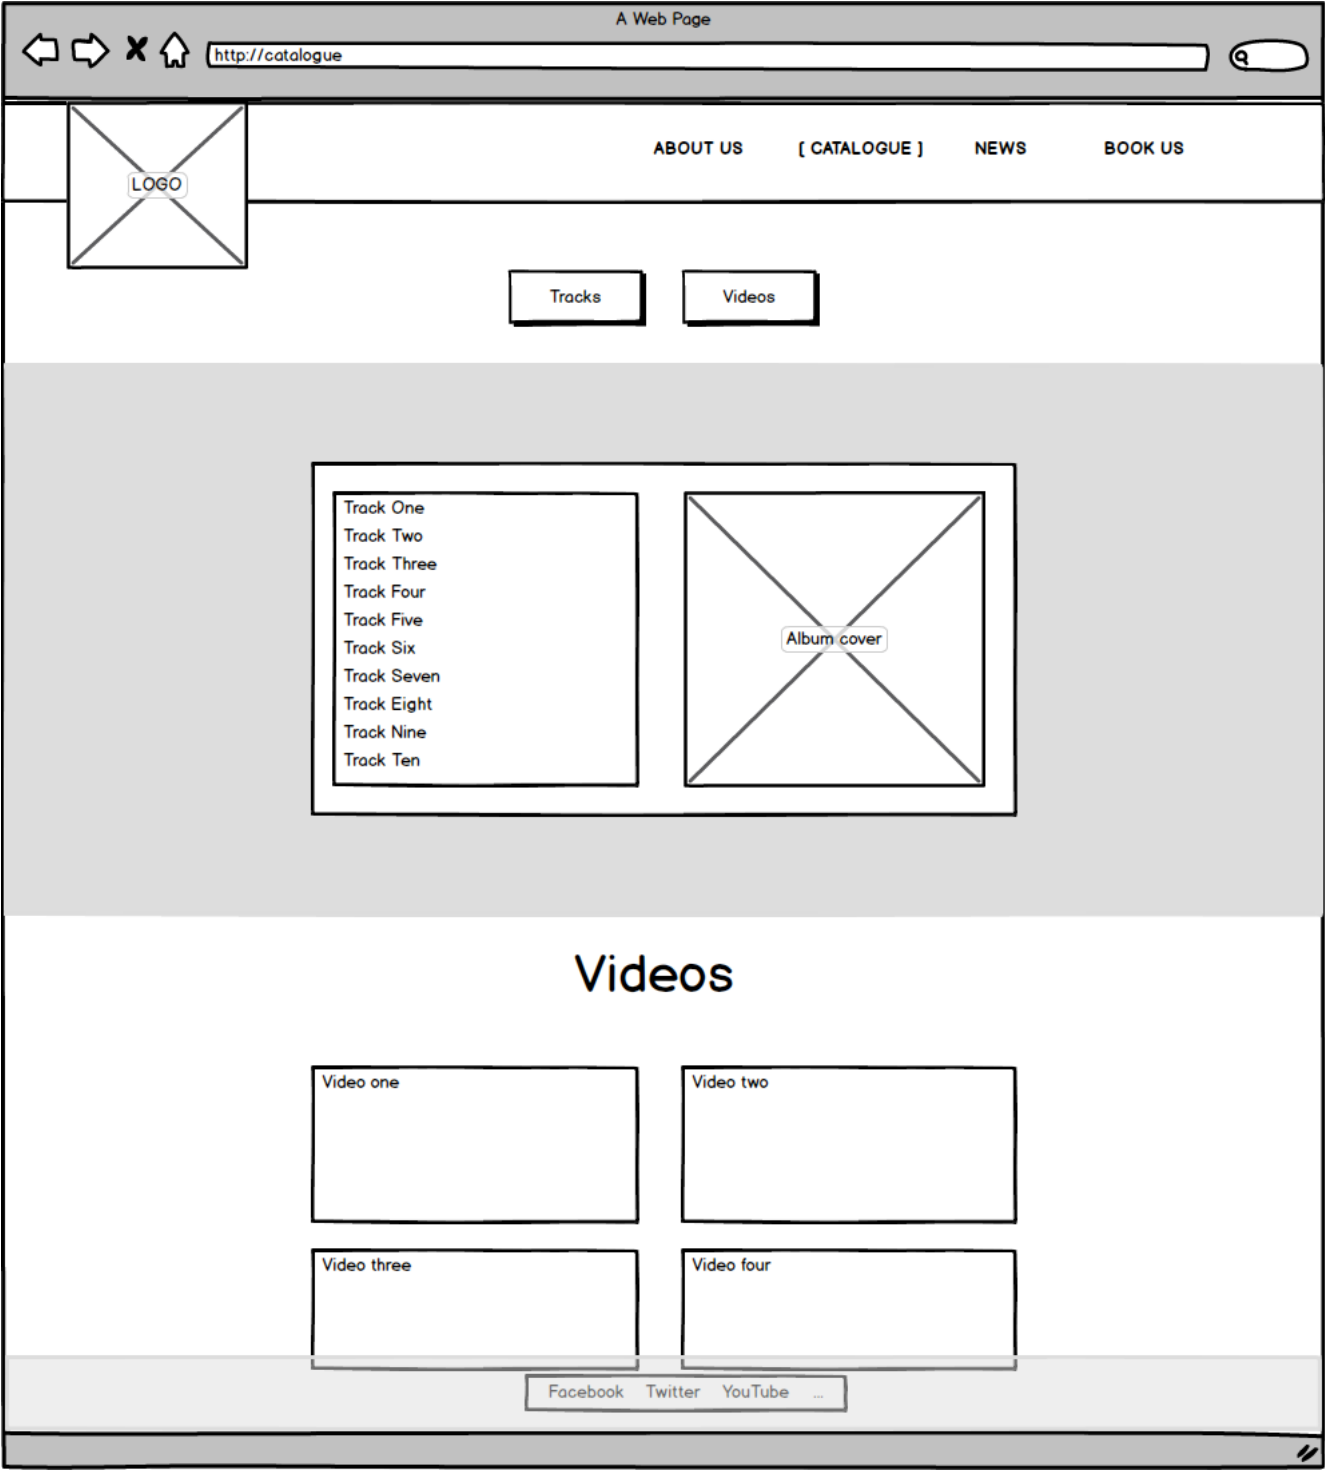 A Web Page
http://catalogue
ABOUT US [ CATALOGUE ] NEWS BOOK US
LOGO
Tracks Videos
Track One
Track Two
Track Three
Track Four
Track Five
Track Six
Track Seven
Track Eight
Track Nine
Track Ten
Album cover
Videos
Video one Video two
Video three Video four
Facebook Twitter YouTube ...